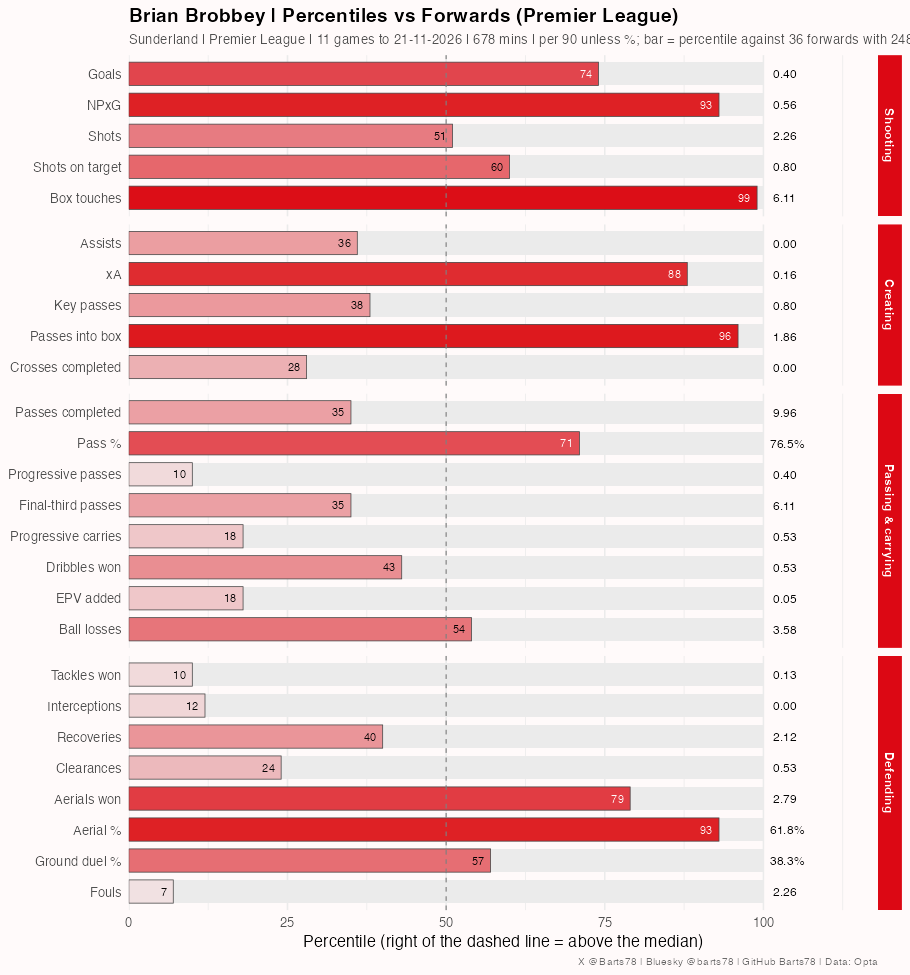 Brian Brobbey | Percentiles vs Forwards (Premier League)
Sunderland | Premier League | 11 games to 21-11-2026 | 678 mins | per 90 unless %; bar = percentile against 36 forwards with 248
Goals 74 0.40
NPxG 93 0.56
Shots 51 2.26
Shots on target 60 0.80
Box touches 99 6.11
Shooting
Assists 36 0.00
xA 88 0.16
Key passes 38 0.80
Passes into box 96 1.86
Crosses completed 28 0.00
Creating
Passes completed 35 9.96
Pass % 71 76.5%
Progressive passes 10 0.40
Final-third passes 35 6.11
Progressive carries 18 0.53
Dribbles won 43 0.53
EPV added 18 0.05
Ball losses 54 3.58
Passing & carrying
Tackles won 10 0.13
Interceptions 12 0.00
Recoveries 40 2.12
Clearances 24 0.53
Aerials won 79 2.79
Aerial % 93 61.8%
Ground duel % 57 38.3%
Fouls 7 2.26
Defending
0 25 50 75 100
Percentile (right of the dashed line = above the median)
X @Barts78 | Bluesky @barts78 | GitHub Barts78 | Data: Opta